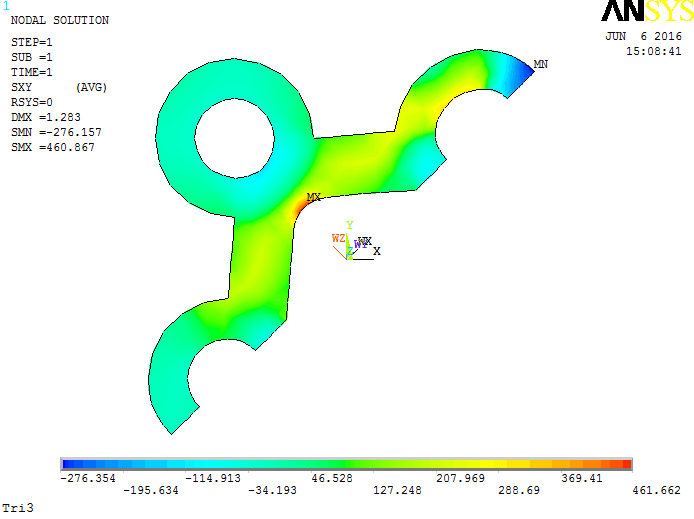 1
NODAL SOLUTION
STEP=1
SUB =1
TIME=1
SXY (AVG)
RSYS=0
DMX =1.283
SMN =-276.157
SMX =460.867
ANSYS
JUN 6 2016
15:08:41
MN
MX
Y
WZ
WX
Z
X
-276.354 -114.913 46.528 207.969 369.41
-195.634 -34.193 127.248 288.69 461.662
Tri3